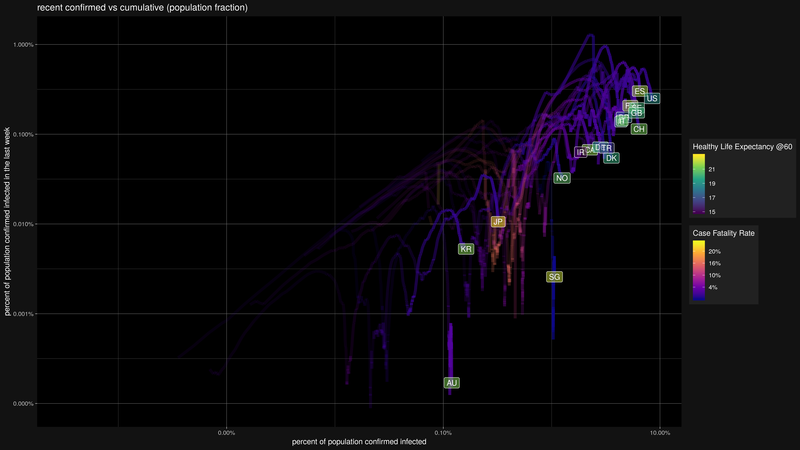 recent confirmed vs cumulative (population fraction)
percent of population confirmed infected in the last week
1.000%
0.100%
0.010%
0.001%
0.000%
ES
US
GB
CH
IR
TR
DK
NO
JP
KR
SG
AU
0.00%
0.10%
10.00%
percent of population confirmed infected
Healthy Life Expectancy @60
21
19
17
15
Case Fatality Rate
20%
16%
10%
4%